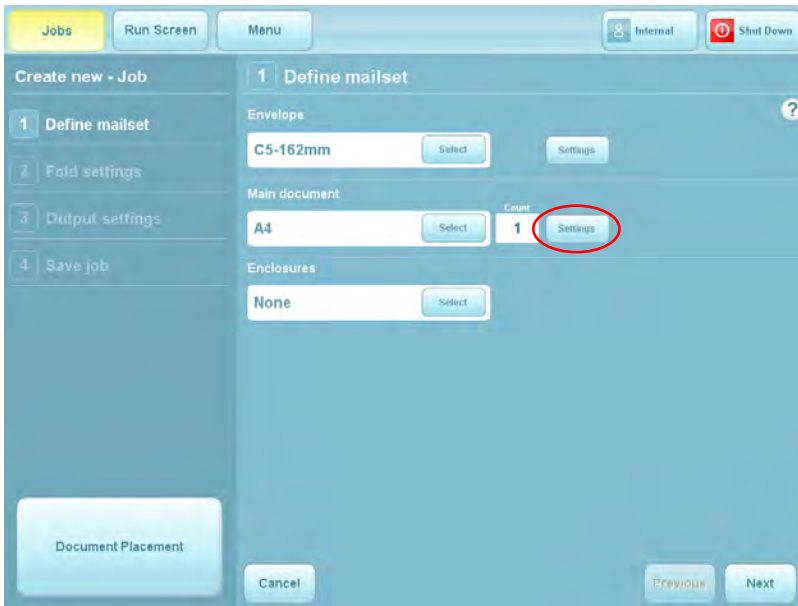 Jobs
Run Screen
Menu
Internal
Shut Down
Create new - Job
1 Define mailset
2 Fold settings
3 Output settings
4 Save job
Document Placement
1 Define mailset
?
Envelope
C5-162mm
Select
Settings
Main document
Count
A4
Select
1
Settings
Enclosures
None
Select
Cancel
Previous
Next